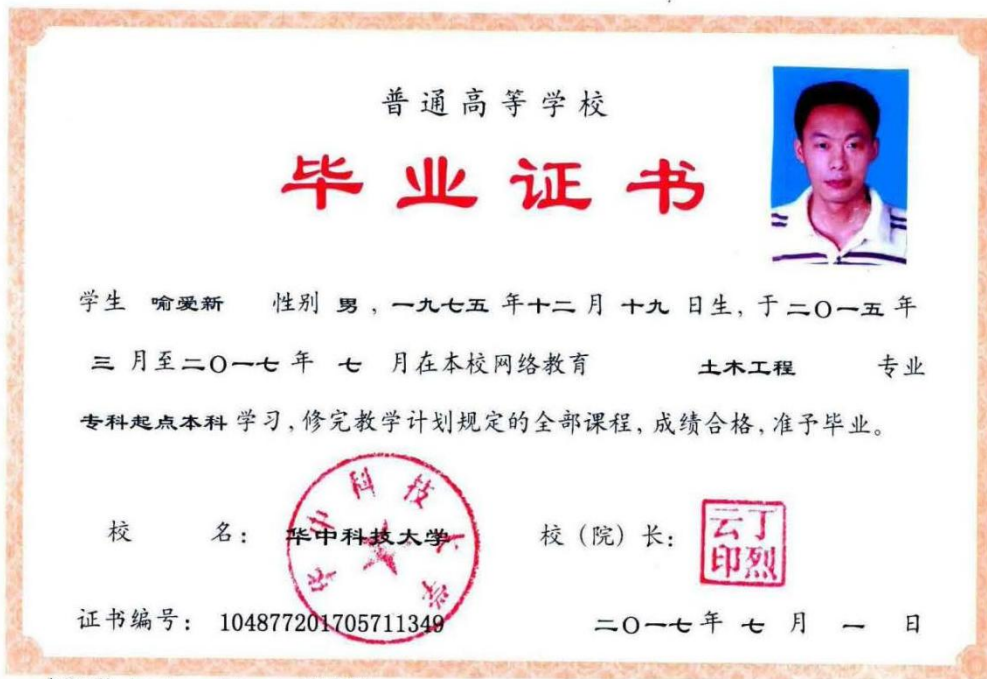 普通高等学校
毕业证书
学生 喻爱新 性别 男，一九七五 年十二月 十九 日生，于二〇一五 年
三 月至二〇一七 年 七 月在本校网络教育 土木工程 专业
专科起点本科 学习，修完教学计划规定的全部课程，成绩合格，准予毕业。
校 名： 华中科技大学 校（院）长：
华中科技大学
丁烈云印
证书编号： 104877201705711349 二〇一七年 七 月 一 日